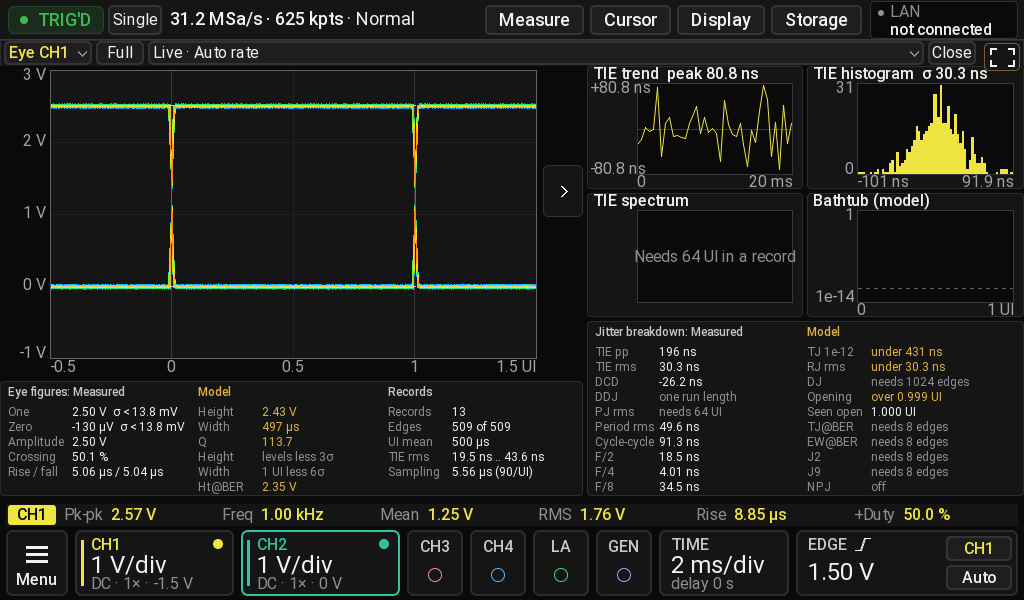 TRIG'D
Single
31.2 MSa/s · 625 kpts · Normal
Measure
Cursor
Display
Storage
LAN
not connected
Eye CH1
Full
Live · Auto rate
Close
3 V
2 V
1 V
0 V
-1 V
-0.5
0
0.5
1
1.5 UI
TIE trend peak 80.8 ns
+80.8 ns
-80.8 ns
0
20 ms
TIE histogram σ 30.3 ns
31
0
-101 ns
91.9 ns
TIE spectrum
Needs 64 UI in a record
Bathtub (model)
1
1e-14
0
1 UI
Eye figures: Measured
Model
Records
One 2.50 V σ < 13.8 mV Height 2.43 V Records 13
Zero -130 µV σ < 13.8 mV Width 497 µs Edges 509 of 509
Amplitude 2.50 V Q 113.7 UI mean 500 µs
Crossing 50.1 % Height levels less 3σ TIE rms 19.5 ns .. 43.6 ns
Rise / fall 5.06 µs / 5.04 µs Width 1 UI less 6σ Sampling 5.56 µs (90/UI)
Ht@BER 2.35 V
Jitter breakdown: Measured
Model
TIE pp 196 ns TJ 1e-12 under 431 ns
TIE rms 30.3 ns RJ rms under 30.3 ns
DCD -26.2 ns DJ needs 1024 edges
DDJ one run length Opening over 0.999 UI
PJ rms needs 64 UI Seen open 1.000 UI
Period rms 49.6 ns TJ@BER needs 8 edges
Cycle-cycle 91.3 ns EW@BER needs 8 edges
F/2 18.5 ns J2 needs 8 edges
F/4 4.01 ns J9 needs 8 edges
F/8 34.5 ns NPJ off
CH1 Pk-pk 2.57 V Freq 1.00 kHz Mean 1.25 V RMS 1.76 V Rise 8.85 µs +Duty 50.0 %
Menu
CH1
1 V/div
DC · 1× · -1.5 V
CH2
1 V/div
DC · 1× · 0 V
CH3
CH4
LA
GEN
TIME
2 ms/div
delay 0 s
EDGE
1.50 V
CH1
Auto